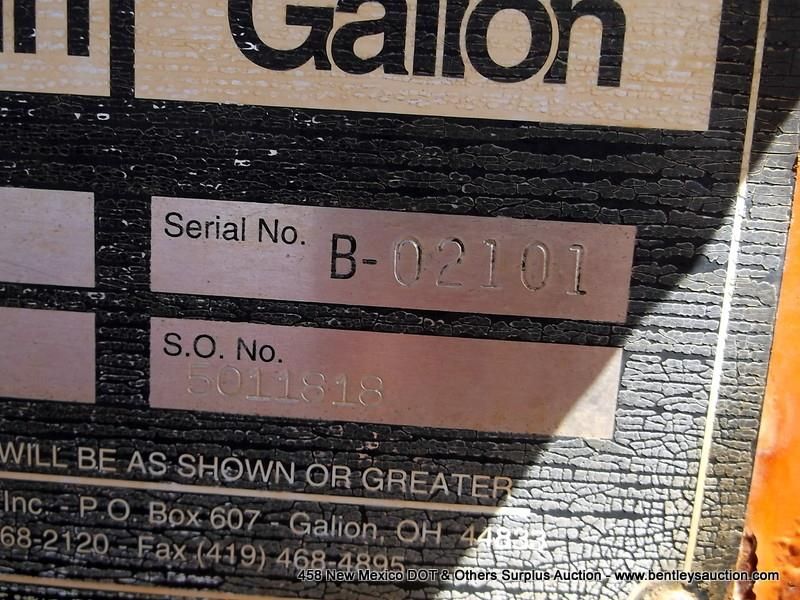 Galion
Serial No. B-02101
S.O. No.
5011818
WILL BE AS SHOWN OR GREATER
Inc. - P.O. Box 607 - Galion, OH 44833
68-2120 - Fax (419) 468-4895
458 New Mexico DOT & Others Surplus Auction - www.bentleysauction.com